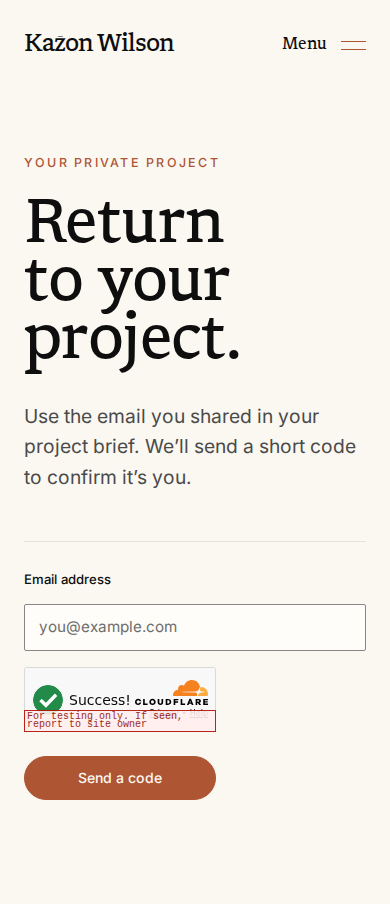 Kazon Wilson
Menu
YOUR PRIVATE PROJECT
Return
to your
project.
Use the email you shared in your
project brief. We’ll send a short code
to confirm it’s you.
Email address
you@example.com
Success!
CLOUDFLARE
For testing only. If seen,
report to site owner
Send a code